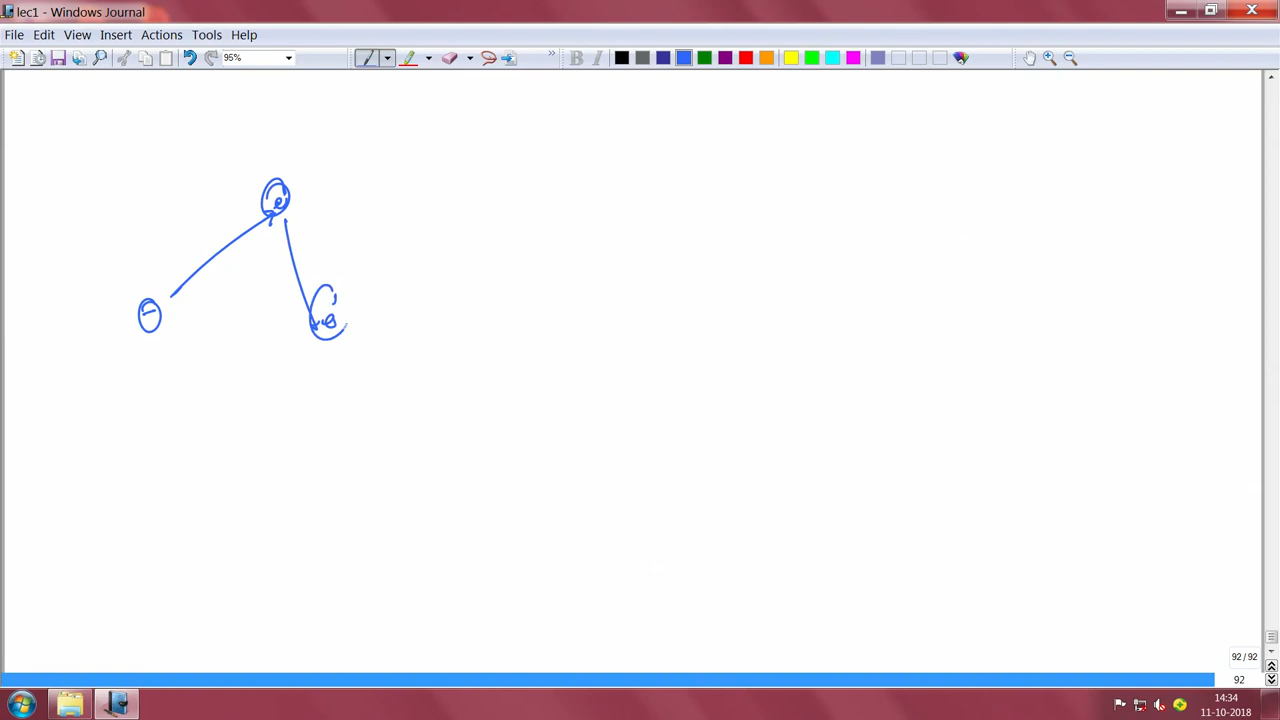 lec1 - Windows Journal
File Edit View Insert Actions Tools Help
95%
B I
92 / 92
92
14:34
11-10-2018